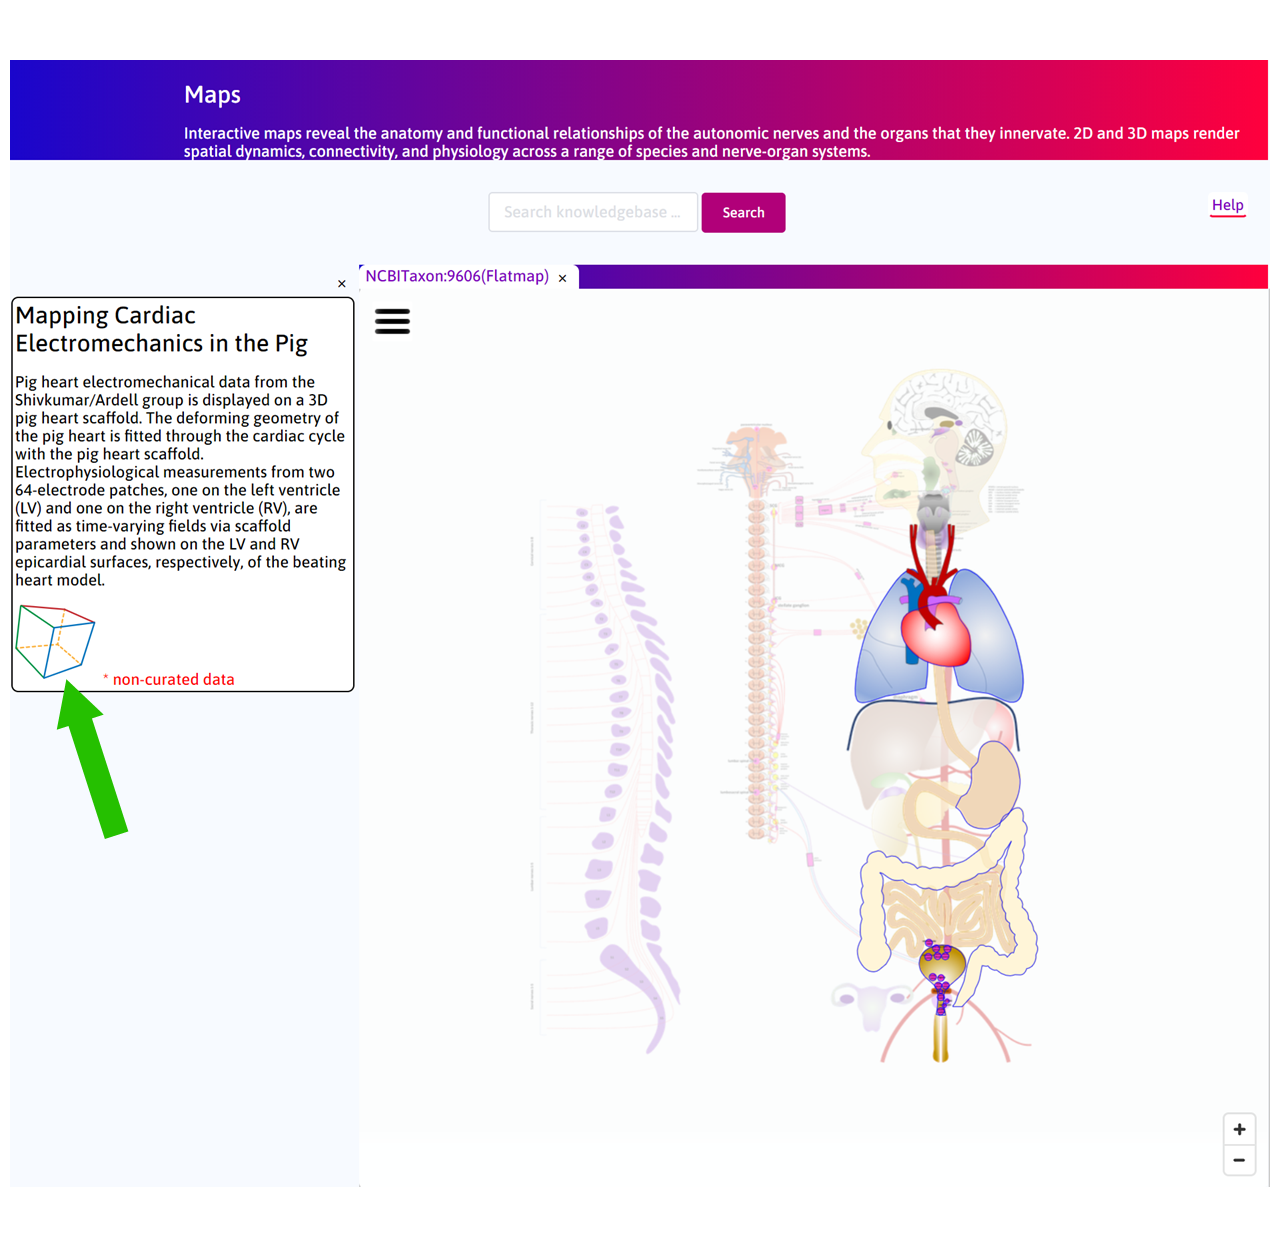 Maps
Interactive maps reveal the anatomy and functional relationships of the autonomic nerves and the organs that they innervate. 2D and 3D maps render
spatial dynamics, connectivity, and physiology across a range of species and nerve-organ systems.
Search knowledgebase ...
Search
Help
×
NCBITaxon:9606(Flatmap) ×
Mapping Cardiac
Electromechanics in the Pig
Pig heart electromechanical data from the
Shivkumar/Ardell group is displayed on a 3D
pig heart scaffold. The deforming geometry of
the pig heart is fitted through the cardiac cycle
with the pig heart scaffold.
Electrophysiological measurements from two
64-electrode patches, one on the left ventricle
(LV) and one on the right ventricle (RV), are
fitted as time-varying fields via scaffold
parameters and shown on the LV and RV
epicardial surfaces, respectively, of the beating
heart model.
* non-curated data
+
−